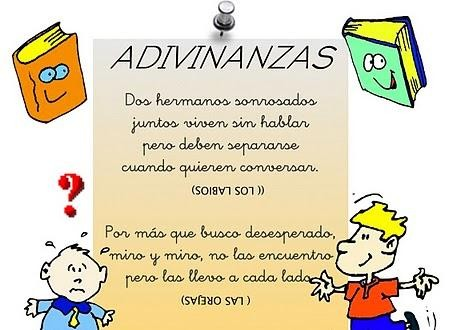 ADIVINANZAS
Dos hermanos sonrosados
juntos viven sin hablar
pero deben separarse
cuando quieren conversar.
(( LOS LABIOS)
?
Por más que busco desesperado,
miro y miro, no las encuentro
pero las llevo a cada lado
( LAS OREJAS)